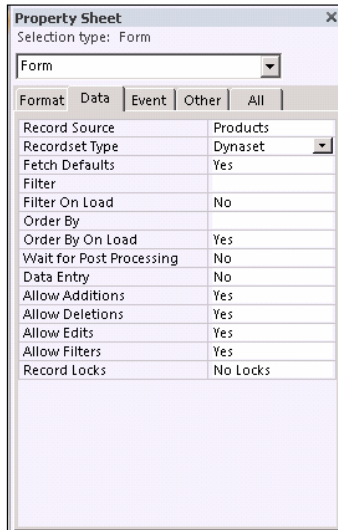 Property Sheet
Selection type: Form
Form
Format Data Event Other All
Record Source Products
Recordset Type Dynaset
Fetch Defaults Yes
Filter
Filter On Load No
Order By
Order By On Load Yes
Wait for Post Processing No
Data Entry No
Allow Additions Yes
Allow Deletions Yes
Allow Edits Yes
Allow Filters Yes
Record Locks No Locks